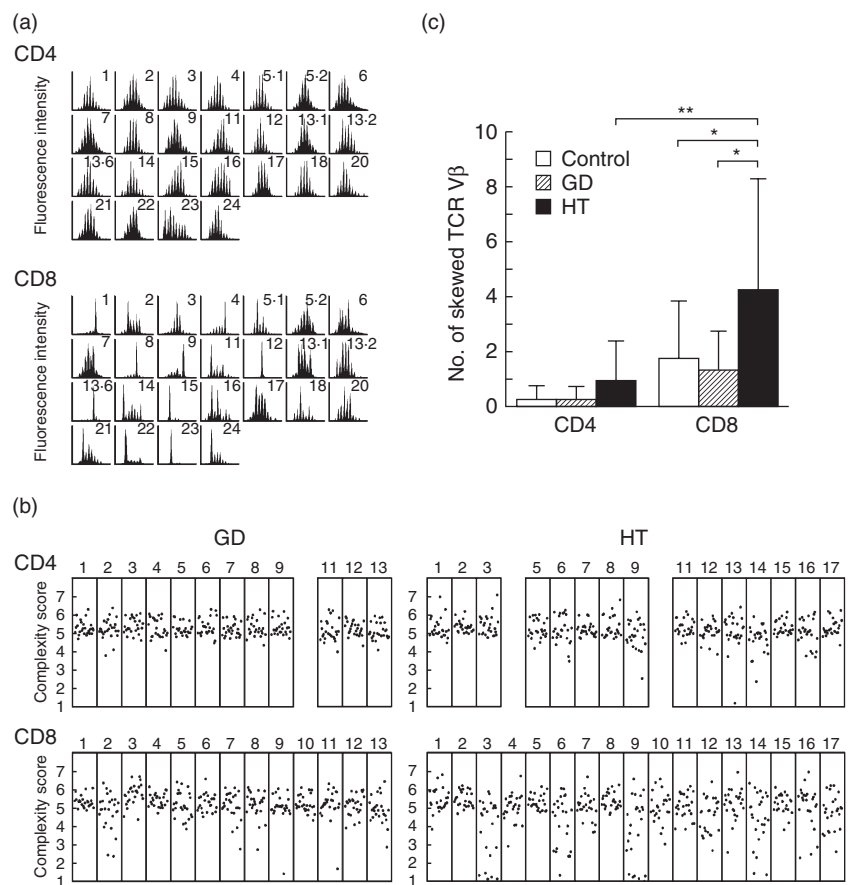 (a)
CD4
Fluorescence intensity
1 2 3 4 5·1 5·2 6
7 8 9 11 12 13·1 13·2
13·6 14 15 16 17 18 20
21 22 23 24
CD8
Fluorescence intensity
1 2 3 4 5·1 5·2 6
7 8 9 11 12 13·1 13·2
13·6 14 15 16 17 18 20
21 22 23 24
(c)
**
*
*
No. of skewed TCR Vβ
10
8
6
4
2
0
Control
GD
HT
CD4 CD8
(b)
GD HT
CD4
1 2 3 4 5 6 7 8 9 11 12 13 1 2 3 5 6 7 8 9 11 12 13 14 15 16 17
Complexity score
7
6
5
4
3
2
1
7
6
5
4
3
2
1
CD8
1 2 3 4 5 6 7 8 9 10 11 12 13 1 2 3 4 5 6 7 8 9 10 11 12 13 14 15 16 17
Complexity score
7
6
5
4
3
2
1
7
6
5
4
3
2
1